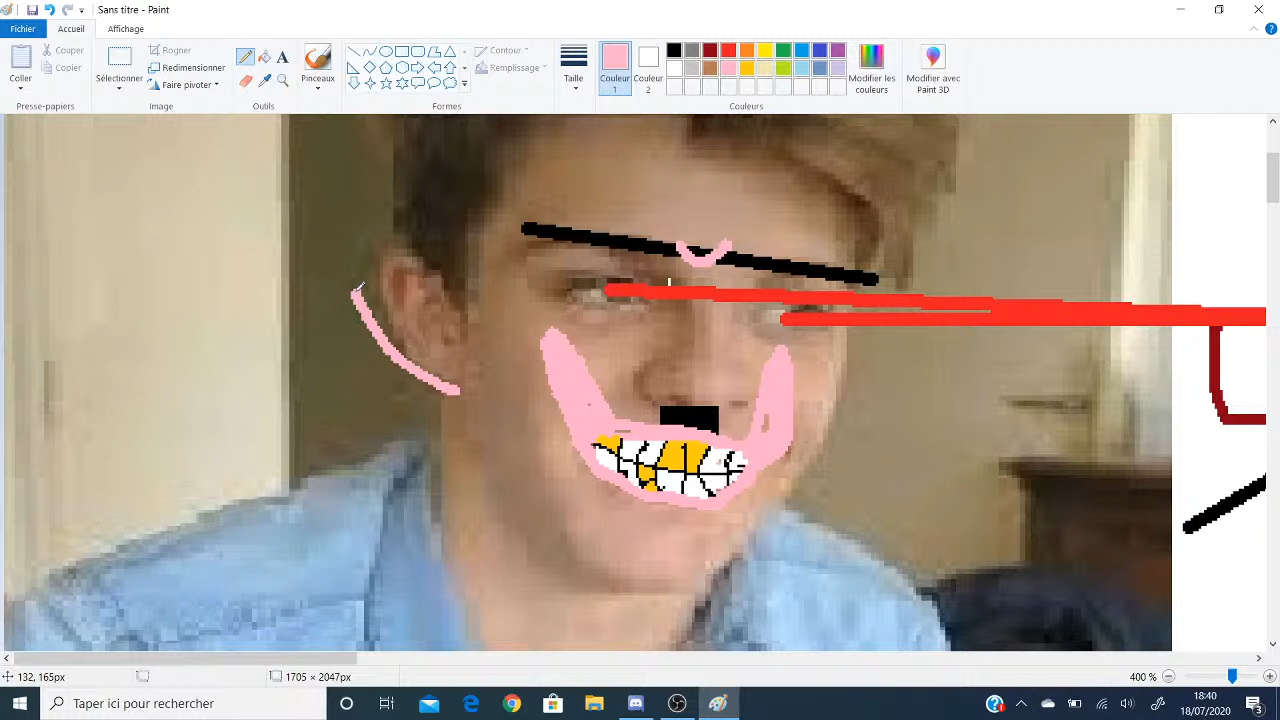 Sans titre - Paint
Fichier Accueil Affichage
Coller
Couper
Presse-papiers
Sélectionner
Rogner
Redimensionner
Faire pivoter
Image
A
Pinceaux
Outils
Contour
Remplissage
Formes
Taille
Couleur 1
Couleur 2
Modifier les couleurs
Couleurs
Modifier avec Paint 3D
132, 165px
1705 × 2047px
400 %
Taper ici pour rechercher
18:40
18/07/2020
3